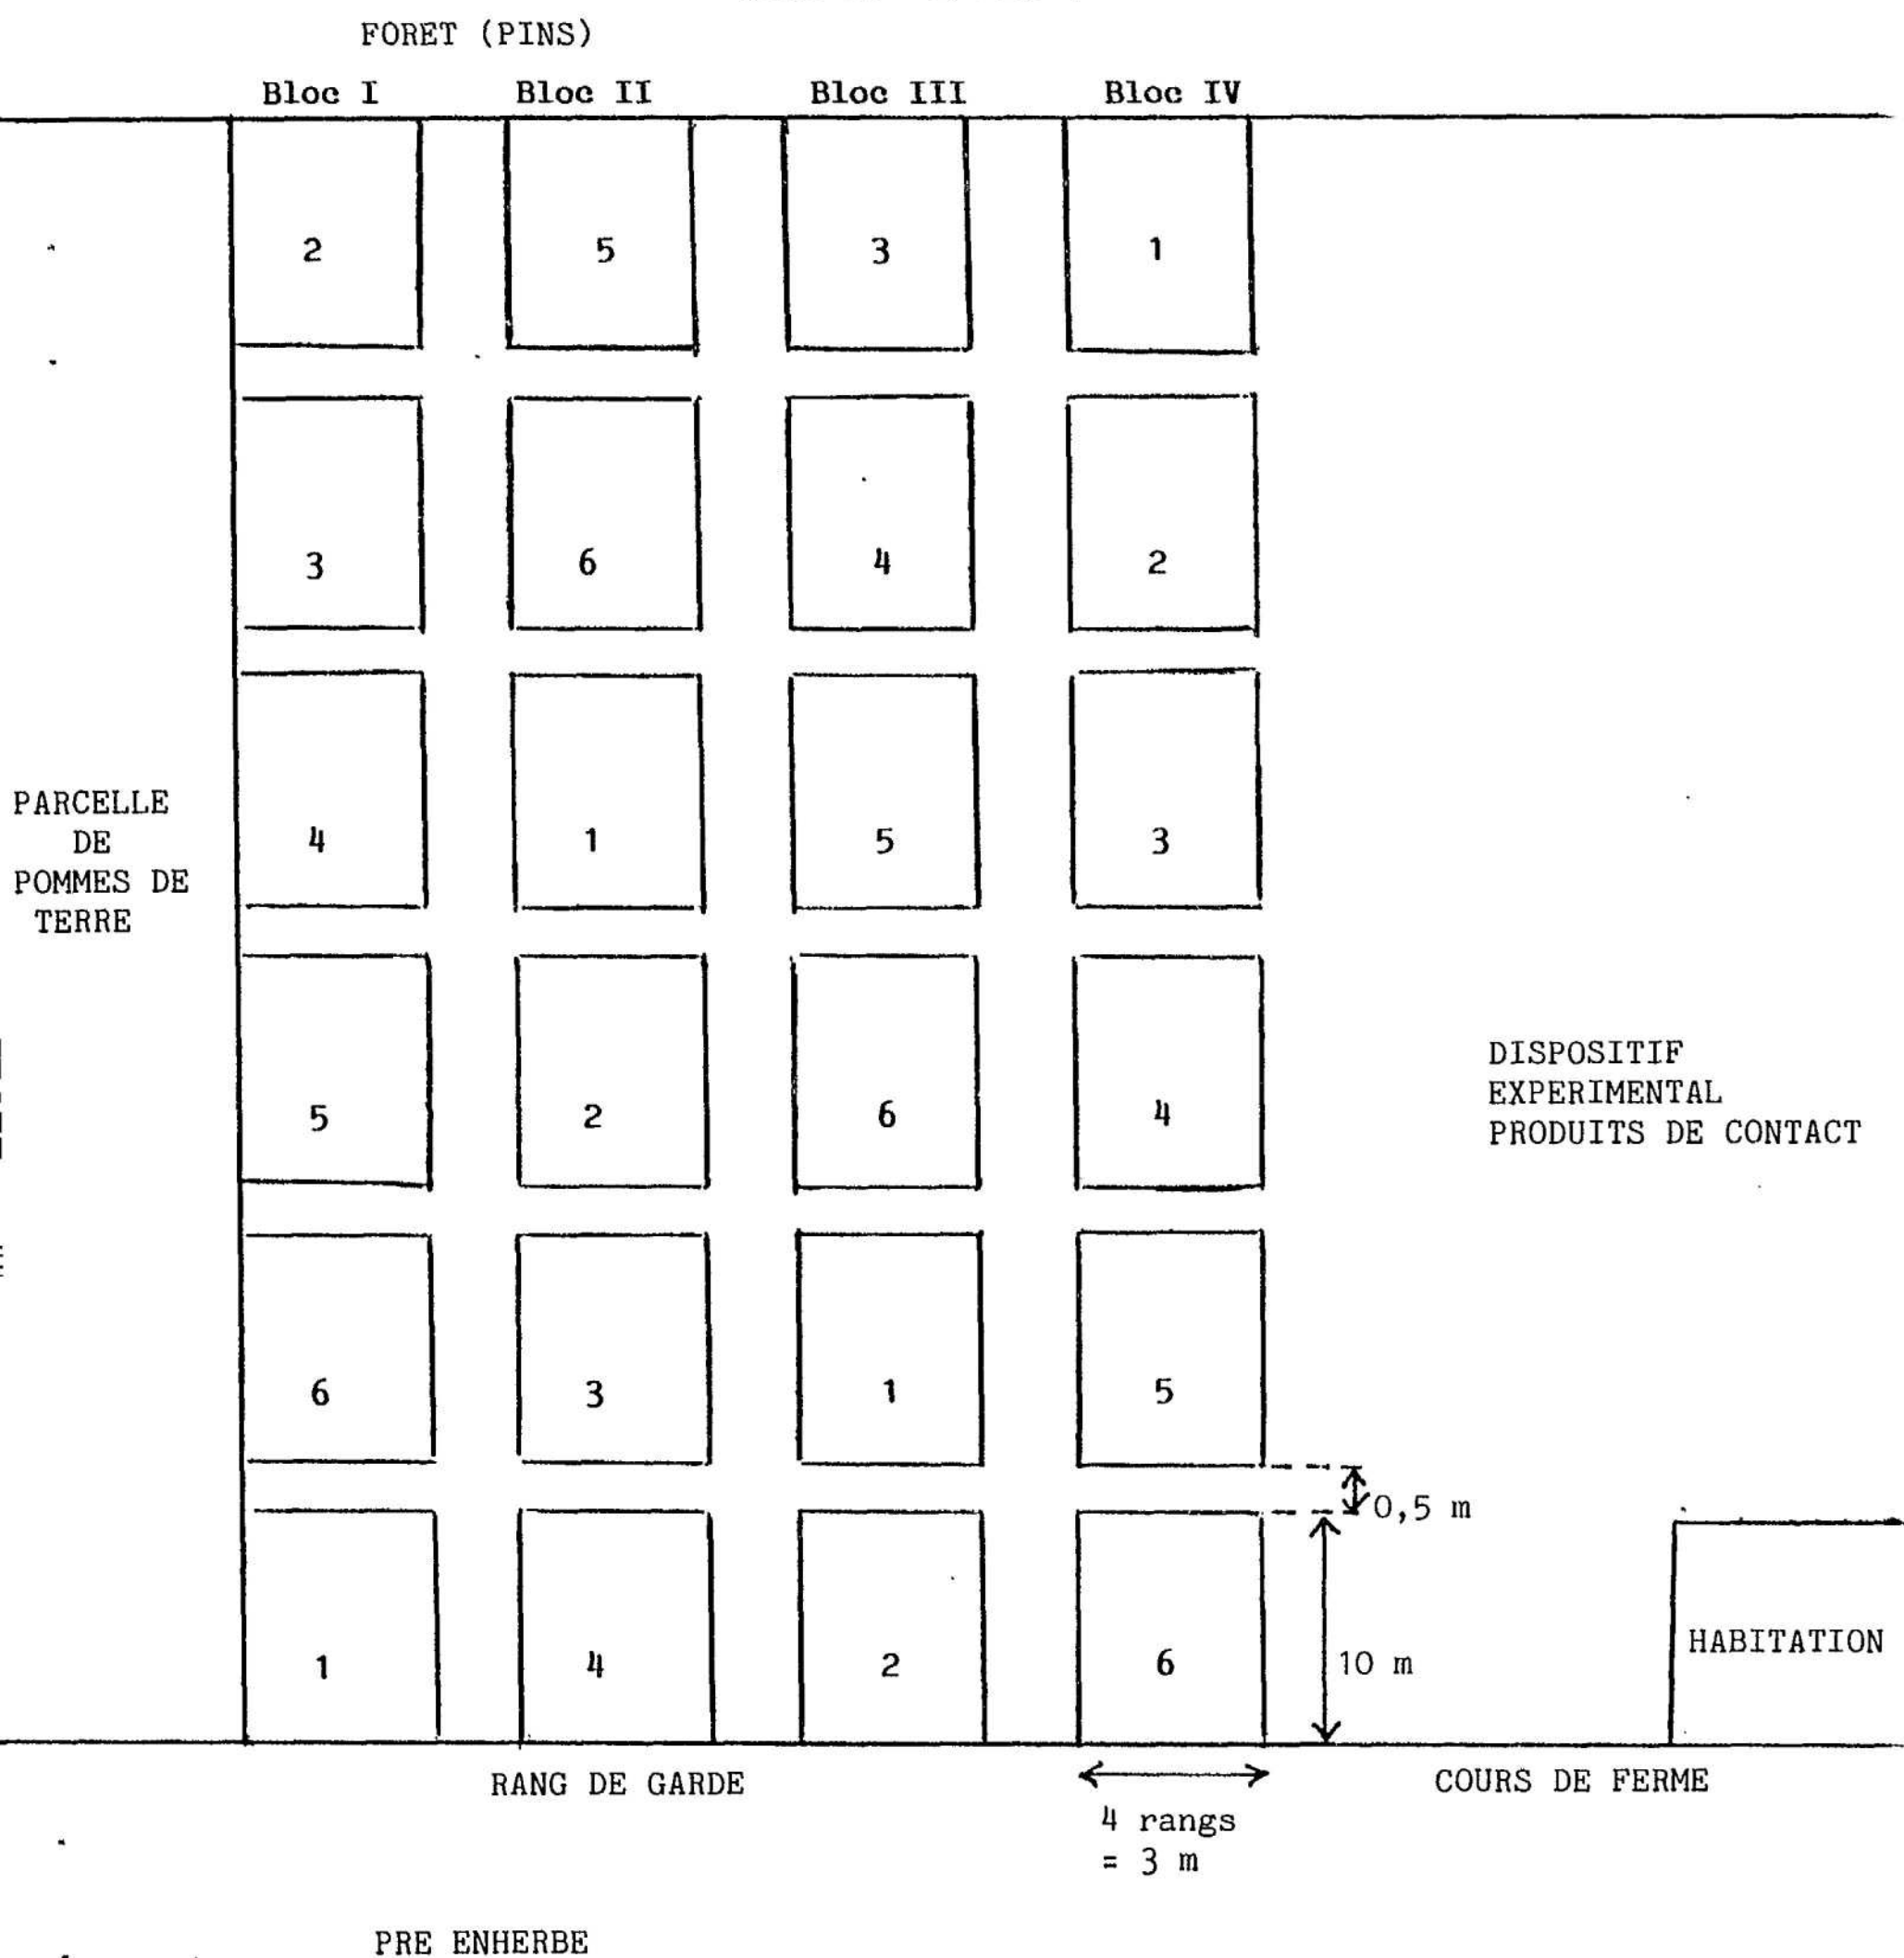 FORET (PINS)
Bloc I Bloc II Bloc III Bloc IV
2 5 3 1
3 6 4 2
PARCELLE
DE
POMMES DE
TERRE
4 1 5 3
5 2 6 4
DISPOSITIF
EXPERIMENTAL
PRODUITS DE CONTACT
6 3 1 5
0,5 m
1 4 2 6
10 m
HABITATION
RANG DE GARDE
COURS DE FERME
4 rangs
= 3 m
PRE ENHERBE